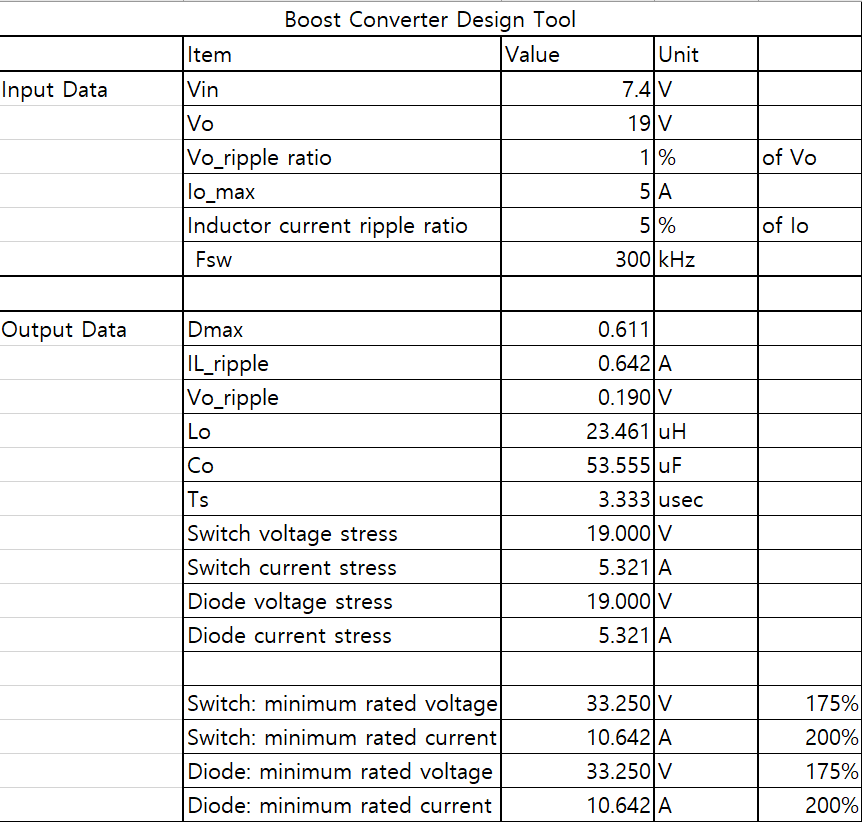 Boost Converter Design Tool
Item Value Unit
Input Data Vin 7.4 V
Vo 19 V
Vo_ripple ratio 1 % of Vo
Io_max 5 A
Inductor current ripple ratio 5 % of Io
Fsw 300 kHz
Output Data Dmax 0.611
IL_ripple 0.642 A
Vo_ripple 0.190 V
Lo 23.461 uH
Co 53.555 uF
Ts 3.333 usec
Switch voltage stress 19.000 V
Switch current stress 5.321 A
Diode voltage stress 19.000 V
Diode current stress 5.321 A
Switch: minimum rated voltage 33.250 V 175%
Switch: minimum rated current 10.642 A 200%
Diode: minimum rated voltage 33.250 V 175%
Diode: minimum rated current 10.642 A 200%